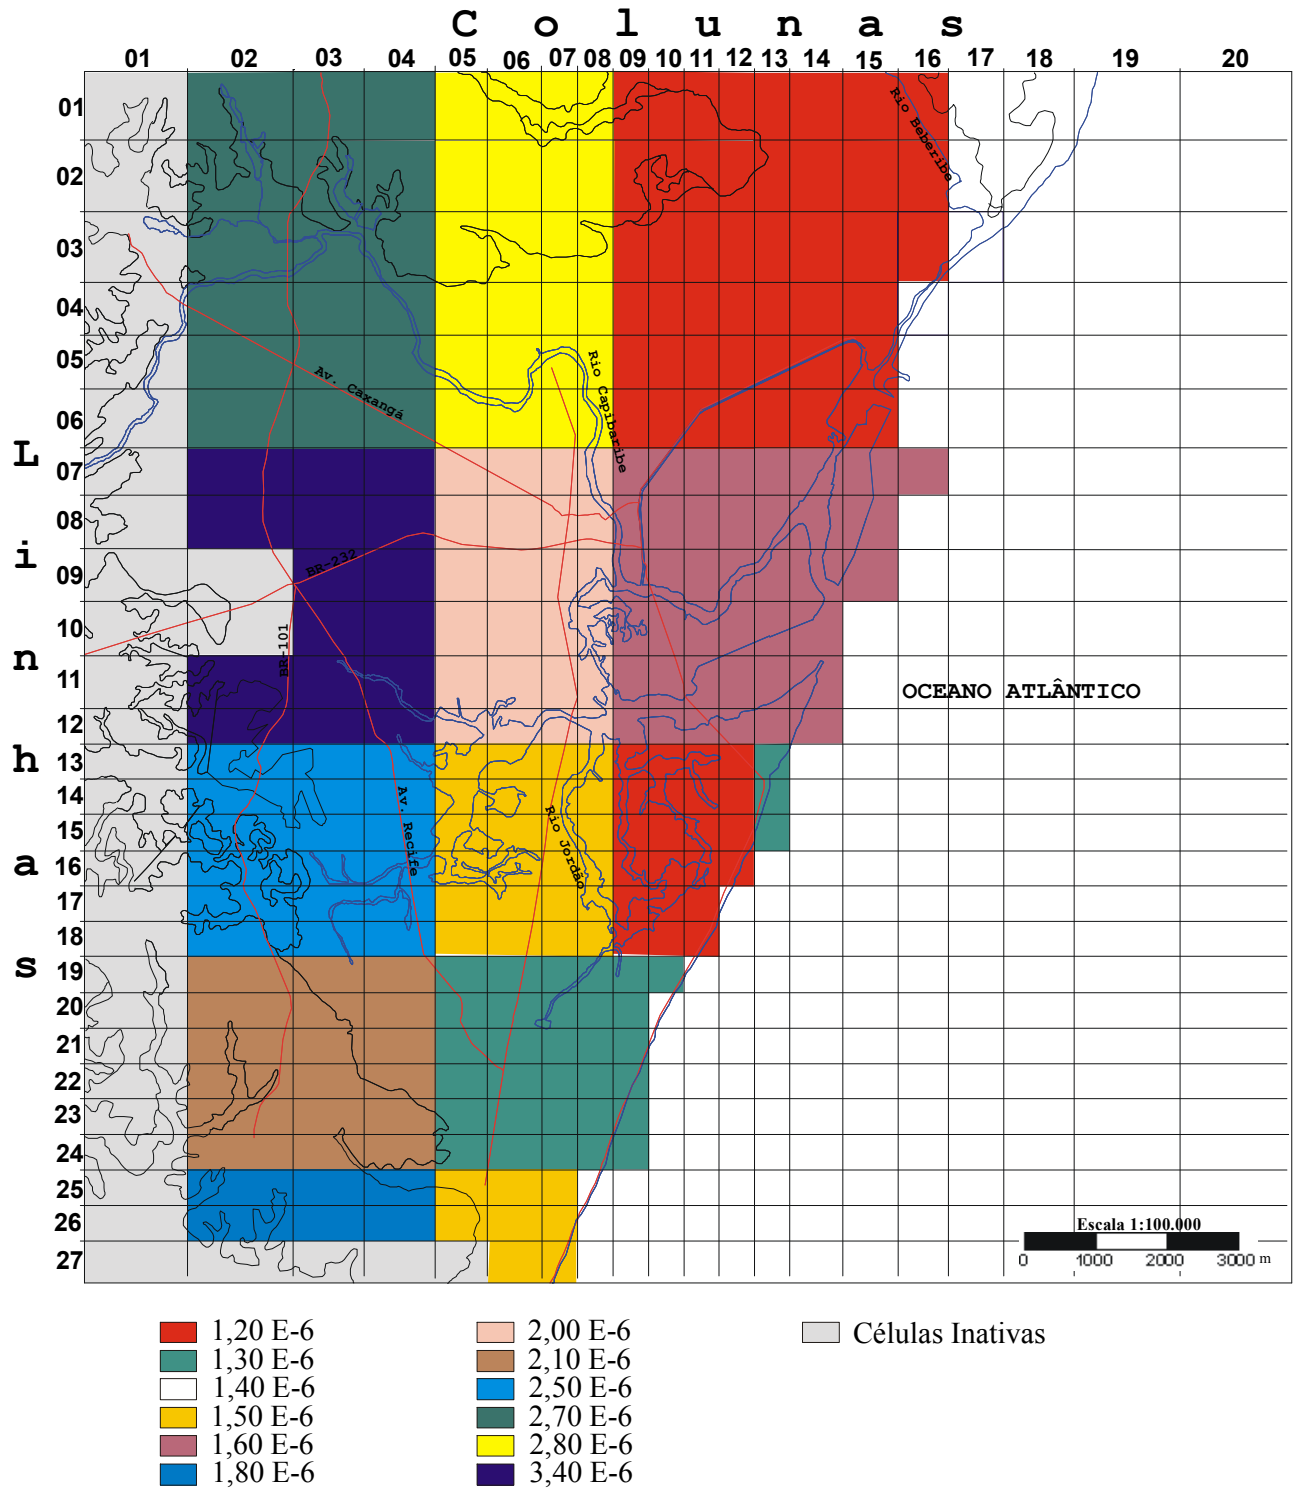 Colunas
01 02 03 04 05 06 07 08 09 10 11 12 13 14 15 16 17 18 19 20
Linhas
01
02
03
04
05
06
07
08
09
10
11
12
13
14
15
16
17
18
19
20
21
22
23
24
25
26
27
Rio Beberibe
Av. Caxangá
Rio Capibaribe
BR-232
BR-101
OCEANO ATLÂNTICO
Av. Recife
Rio Jordão
Escala 1:100.000
0 1000 2000 3000 m
1,20 E-6
1,30 E-6
1,40 E-6
1,50 E-6
1,60 E-6
1,80 E-6
2,00 E-6
2,10 E-6
2,50 E-6
2,70 E-6
2,80 E-6
3,40 E-6
Células Inativas